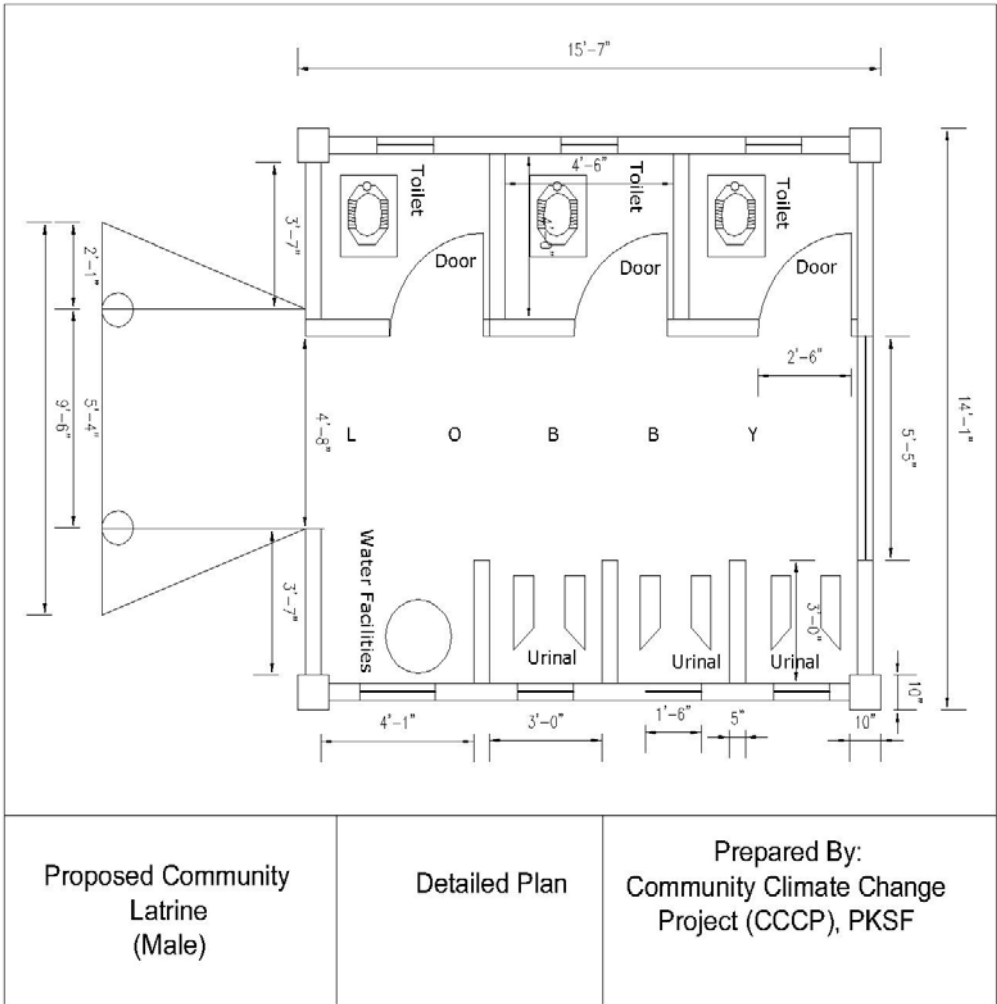 15'-7"
Toilet
4'-6"
Toilet
Toilet
3'-7"
Door
Door
Door
2'-1"
2'-6"
14'-1"
9'-6"
5'-4"
4'-8"
L O B B Y
5'-5"
Water Facilities
3'-7"
3'-0"
Urinal
Urinal
Urinal
10"
4'-1"
3'-0"
1'-6"
5"
10"
Proposed Community
Latrine
(Male)
Detailed Plan
Prepared By:
Community Climate Change
Project (CCCP), PKSF